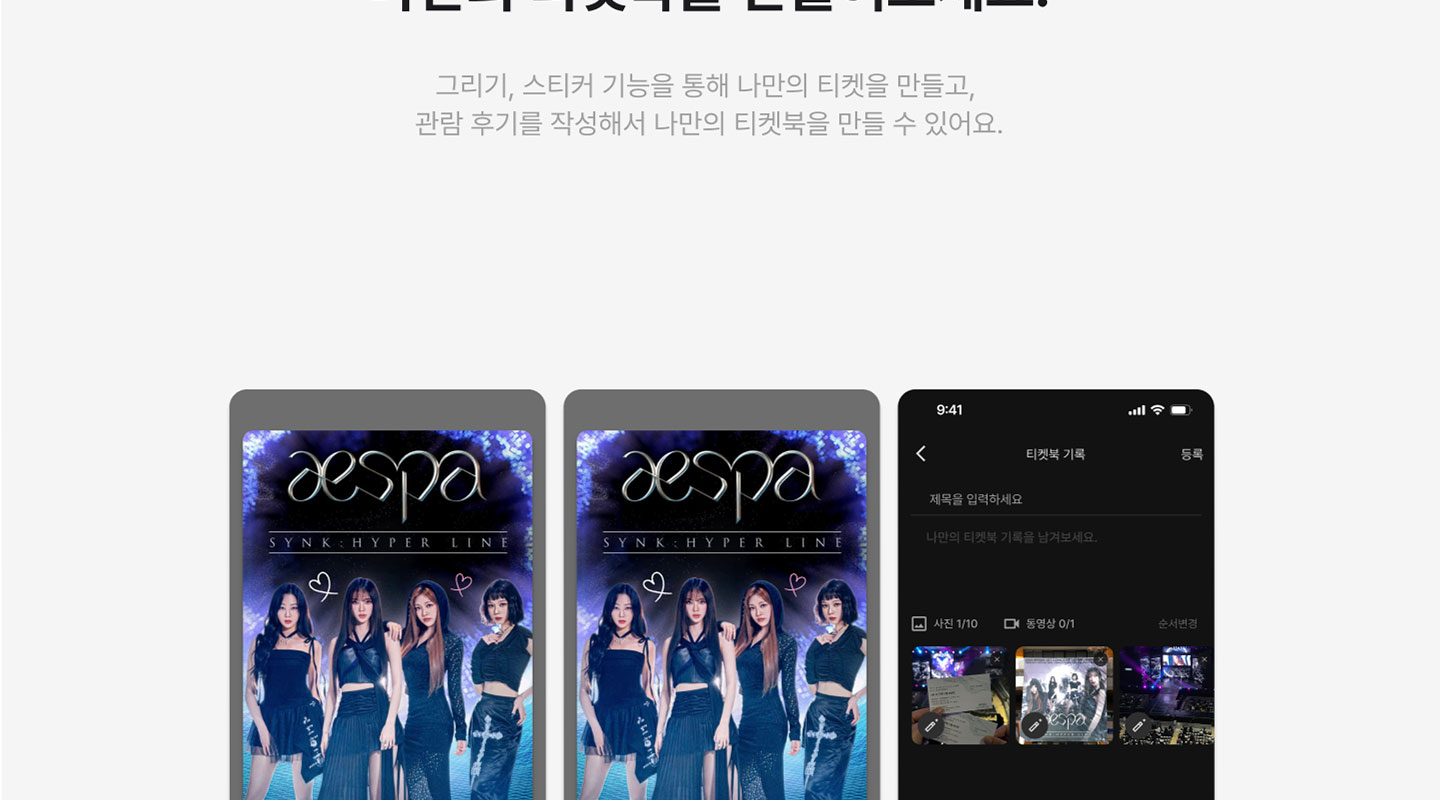 그리기, 스티커 기능을 통해 나만의 티켓을 만들고,
관람 후기를 작성해서 나만의 티켓북을 만들 수 있어요.
aespa
SYNK : HYPER LINE
aespa
SYNK : HYPER LINE
9:41
티켓북 기록
등록
제목을 입력하세요
나만의 티켓북 기록을 남겨보세요.
사진 1/10
동영상 0/1
순서변경
aespa